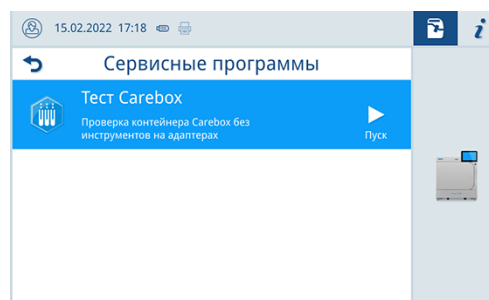 15.02.2022 17:18
i
Сервисные программы
Тест Carebox
Проверка контейнера Carebox без
инструментов на адаптерах
Пуск